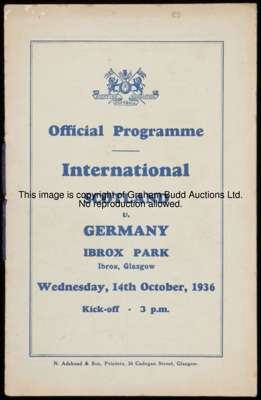 Official Programme
International
This image is copyright of Graham Budd Auctions Ltd.
SCOTLAND
No reproduction allowed.
v.
GERMANY
IBROX PARK
Ibrox, Glasgow
Wednesday, 14th October, 1936
Kick-off - 3 p.m.
N. Adshead & Son, Printers, 34 Cadogan Street, Glasgow